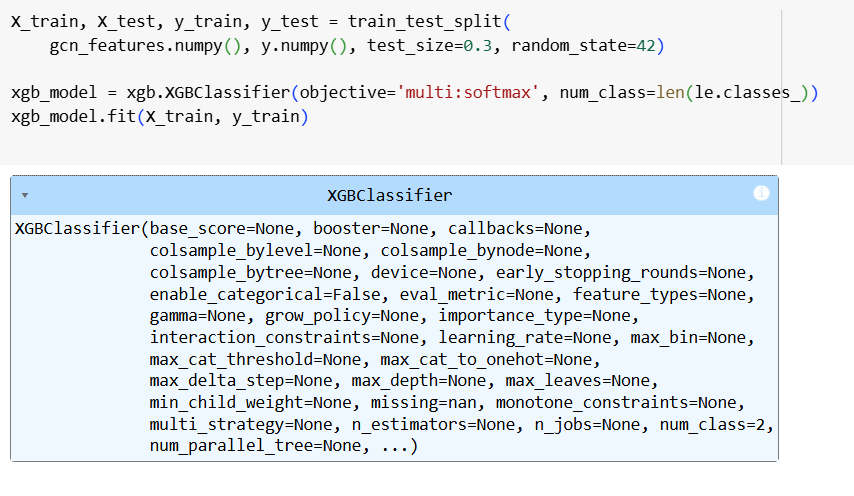 X_train, X_test, y_train, y_test = train_test_split(
    gcn_features.numpy(), y.numpy(), test_size=0.3, random_state=42)
xgb_model = xgb.XGBClassifier(objective='multi:softmax', num_class=len(le.classes_))
xgb_model.fit(X_train, y_train)
XGBClassifier
XGBClassifier(base_score=None, booster=None, callbacks=None,
              colsample_bylevel=None, colsample_bynode=None,
              colsample_bytree=None, device=None, early_stopping_rounds=None,
              enable_categorical=False, eval_metric=None, feature_types=None,
              gamma=None, grow_policy=None, importance_type=None,
              interaction_constraints=None, learning_rate=None, max_bin=None,
              max_cat_threshold=None, max_cat_to_onehot=None,
              max_delta_step=None, max_depth=None, max_leaves=None,
              min_child_weight=None, missing=nan, monotone_constraints=None,
              multi_strategy=None, n_estimators=None, n_jobs=None, num_class=2,
              num_parallel_tree=None, ...)